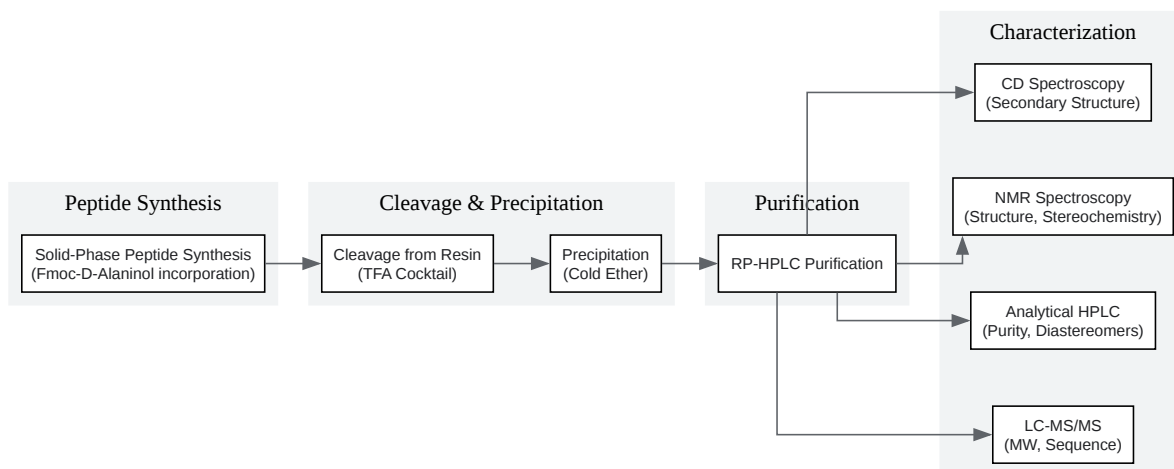 Peptide Synthesis
Solid-Phase Peptide Synthesis
(Fmoc-D-Alaninol incorporation)
Cleavage & Precipitation
Cleavage from Resin
(TFA Cocktail)
Precipitation
(Cold Ether)
Purification
RP-HPLC Purification
Characterization
CD Spectroscopy
(Secondary Structure)
NMR Spectroscopy
(Structure, Stereochemistry)
Analytical HPLC
(Purity, Diastereomers)
LC-MS/MS
(MW, Sequence)